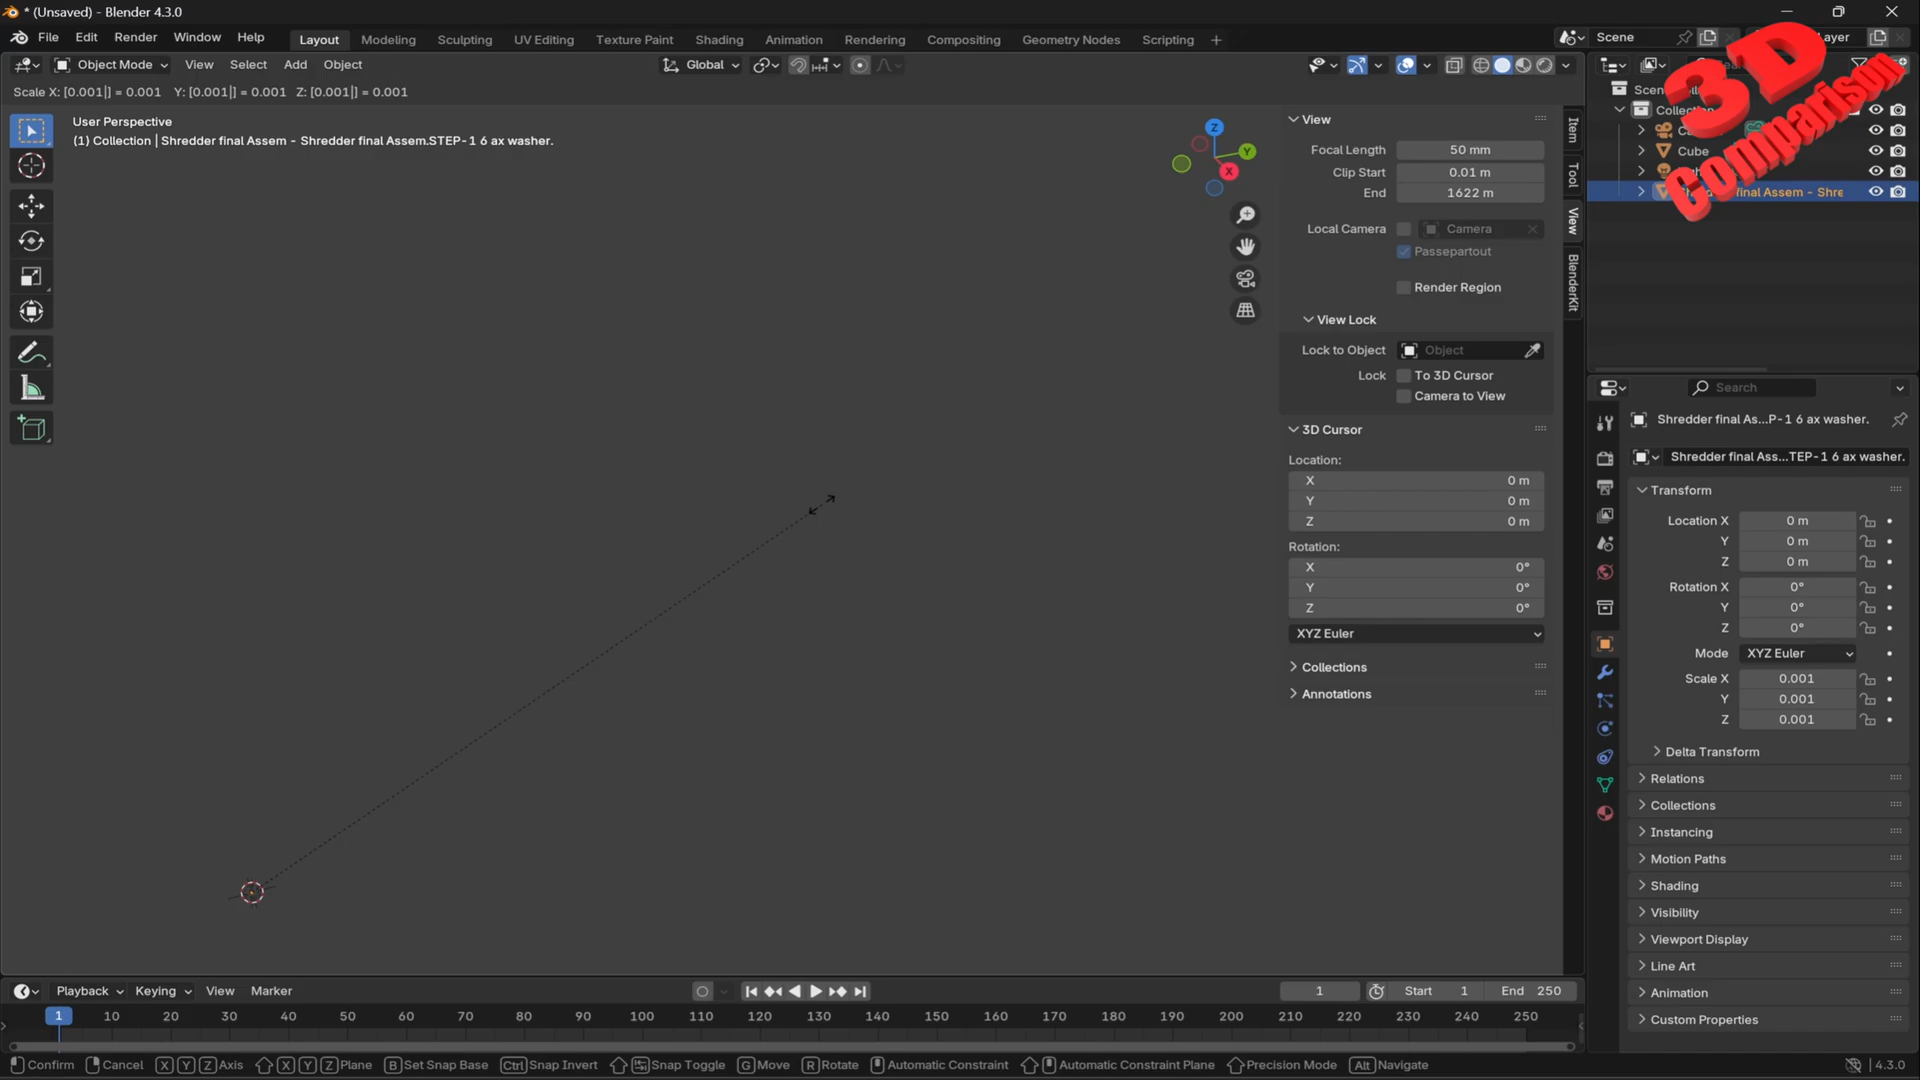 * (Unsaved) - Blender 4.3.0
File Edit Render Window Help
Layout Modeling Sculpting UV Editing Texture Paint Shading Animation Rendering Compositing Geometry Nodes Scripting +
Scene
Layer
Object Mode View Select Add Object
Global
Scale X: [0.001|] = 0.001 Y: [0.001|] = 0.001 Z: [0.001|] = 0.001
User Perspective
(1) Collection | Shredder final Assem - Shredder final Assem.STEP-1 6 ax washer.
Z
Y
X
View
Focal Length 50 mm
Clip Start 0.01 m
End 1622 m
Local Camera Camera
Passepartout
Render Region
View Lock
Lock to Object Object
Lock To 3D Cursor
Camera to View
3D Cursor
Location:
X 0 m
Y 0 m
Z 0 m
Rotation:
X 0°
Y 0°
Z 0°
XYZ Euler
Collections
Annotations
Item
Tool
View
BlenderKit
3D
Comparison
Cube
final Assem - Shre
Search
Shredder final As...P-1 6 ax washer.
Shredder final Ass...TEP-1 6 ax washer.
Transform
Location X 0 m
Y 0 m
Z 0 m
Rotation X 0°
Y 0°
Z 0°
Mode XYZ Euler
Scale X 0.001
Y 0.001
Z 0.001
Delta Transform
Relations
Collections
Instancing
Motion Paths
Shading
Visibility
Viewport Display
Line Art
Animation
Custom Properties
Playback Keying View Marker
1 Start 1 End 250
1 10 20 30 40 50 60 70 80 90 100 110 120 130 140 150 160 170 180 190 200 210 220 230 240 250
Confirm Cancel X Y Z Axis X Y Z Plane B Set Snap Base Ctrl Snap Invert Snap Toggle G Move R Rotate Automatic Constraint Automatic Constraint Plane Precision Mode Alt Navigate 4.3.0